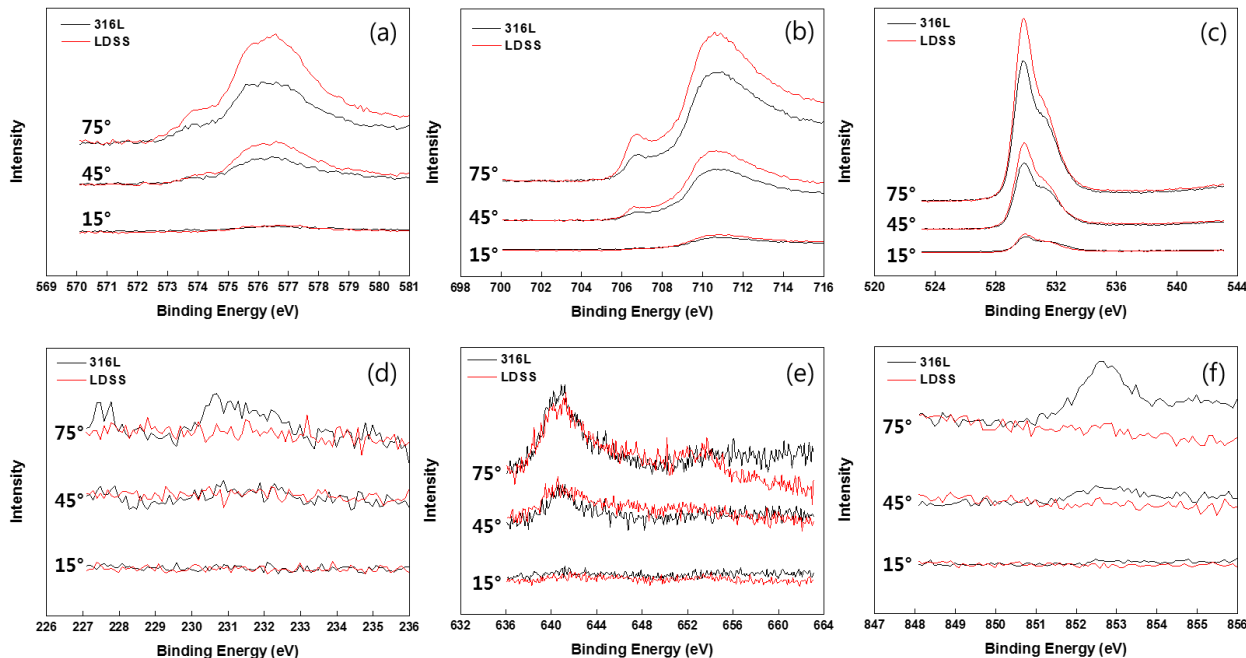 316L
LDSS
(a)
75°
45°
15°
Intensity
569 570 571 572 573 574 575 576 577 578 579 580 581
Binding Energy (eV)
316L
LDSS
(b)
75°
45°
15°
Intensity
698 700 702 704 706 708 710 712 714 716
Binding Energy (eV)
316L
LDSS
(c)
75°
45°
15°
Intensity
520 524 528 532 536 540 544
Binding Energy (eV)
316L
LDSS
(d)
75°
45°
15°
Intensity
226 227 228 229 230 231 232 233 234 235 236
Binding Energy (eV)
316L
LDSS
(e)
75°
45°
15°
Intensity
632 636 640 644 648 652 656 660 664
Binding Energy (eV)
316L
LDSS
(f)
75°
45°
15°
Intensity
847 848 849 850 851 852 853 854 855 856
Binding Energy (eV)